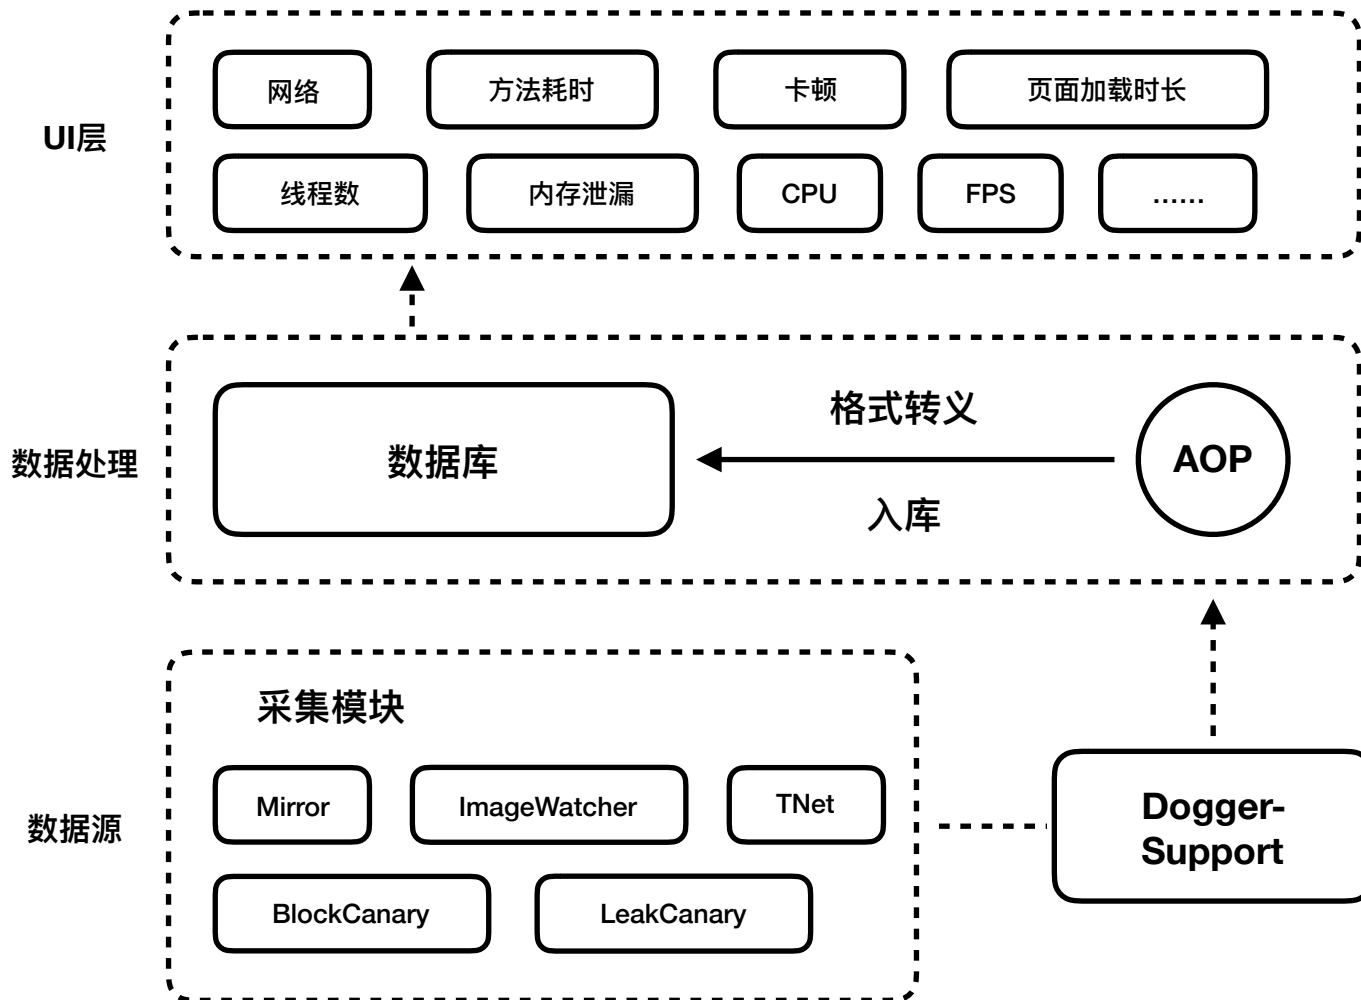 UI层
网络
方法耗时
卡顿
页面加载时长
线程数
内存泄漏
CPU
FPS
......
数据处理
数据库
格式转义
入库
AOP
数据源
采集模块
Mirror
ImageWatcher
TNet
BlockCanary
LeakCanary
Dogger-
Support